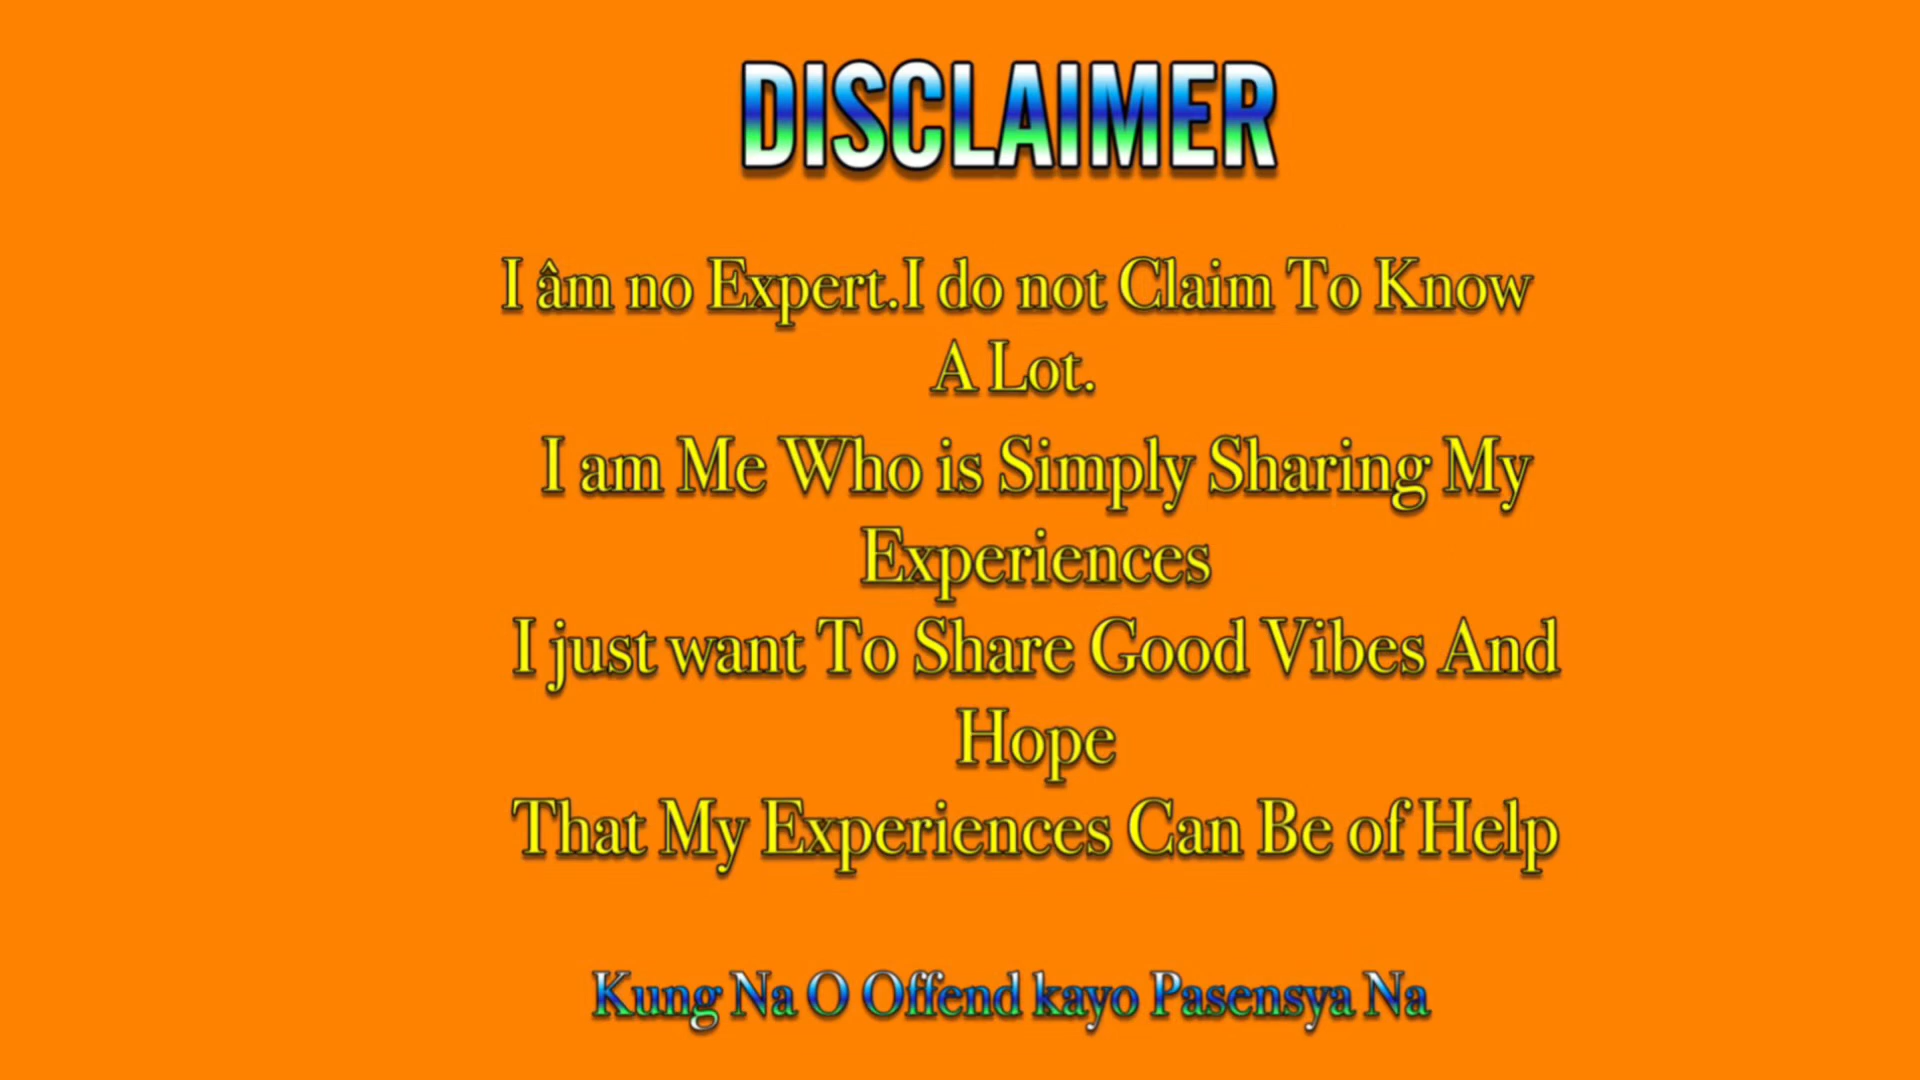 DISCLAIMER
I âm no Expert.I do not Claim To Know
A Lot.
I am Me Who is Simply Sharing My
Experiences
I just want To Share Good Vibes And
Hope
That My Experiences Can Be of Help
Kung Na O Offend kayo Pasensya Na